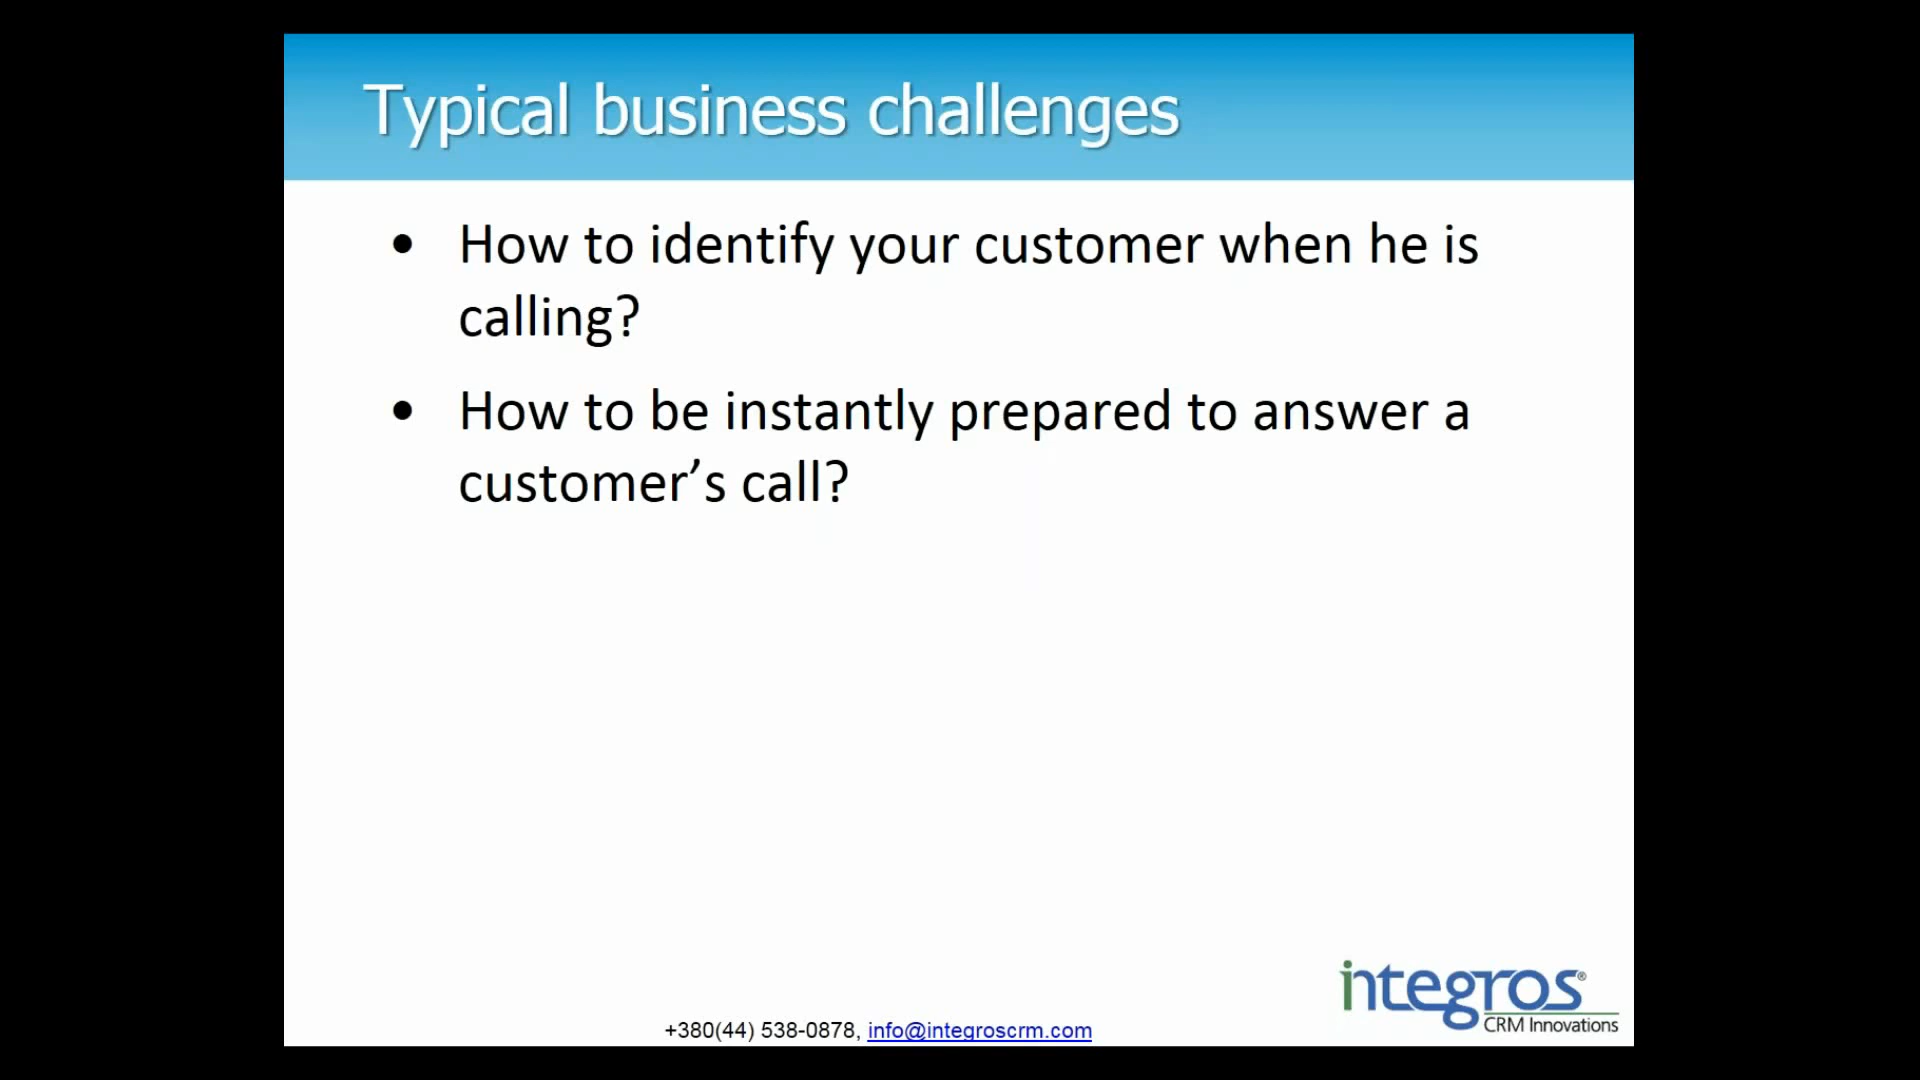 Typical business challenges
• How to identify your customer when he is
calling?
• How to be instantly prepared to answer a
customer’s call?
integros®
CRM Innovations
+380(44) 538-0878, info@integroscrm.com